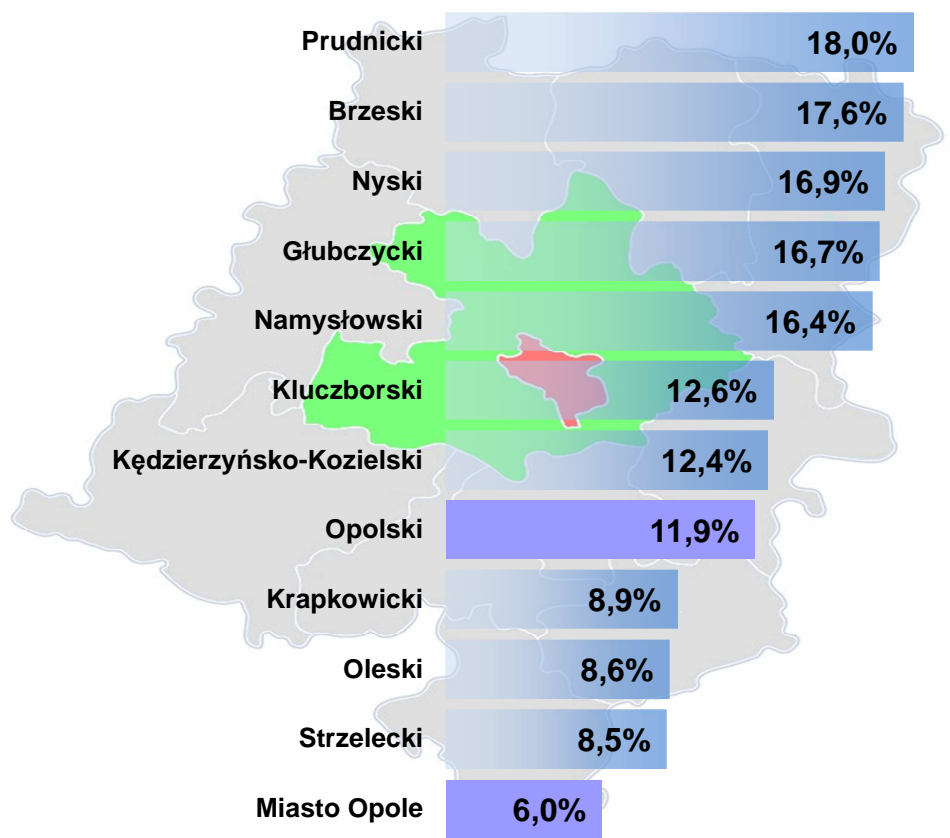 Prudnicki 18,0%
Brzeski 17,6%
Nyski 16,9%
Głubczycki 16,7%
Namysłowski 16,4%
Kluczborski 12,6%
Kędzierzyńsko-Kozielski 12,4%
Opolski 11,9%
Krapkowicki 8,9%
Oleski 8,6%
Strzelecki 8,5%
Miasto Opole 6,0%